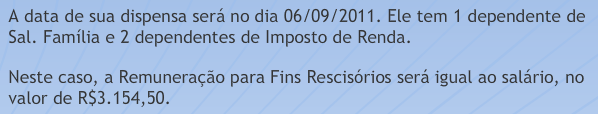 A data de sua dispensa será no dia 06/09/2011. Ele tem 1 dependente de
Sal. Família e 2 dependentes de Imposto de Renda.
Neste caso, a Remuneração para Fins Rescisórios será igual ao salário, no
valor de R$3.154,50.